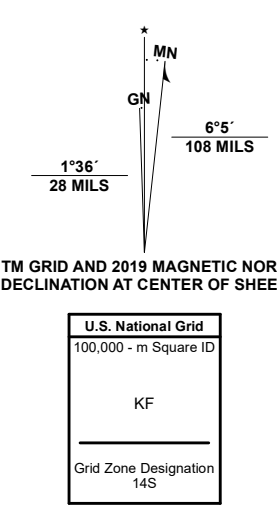 ★
MN
GN
6°5´
108 MILS
1°36´
28 MILS
TM GRID AND 2019 MAGNETIC NOR
DECLINATION AT CENTER OF SHEE
U.S. National Grid
100,000 - m Square ID
KF
Grid Zone Designation
14S